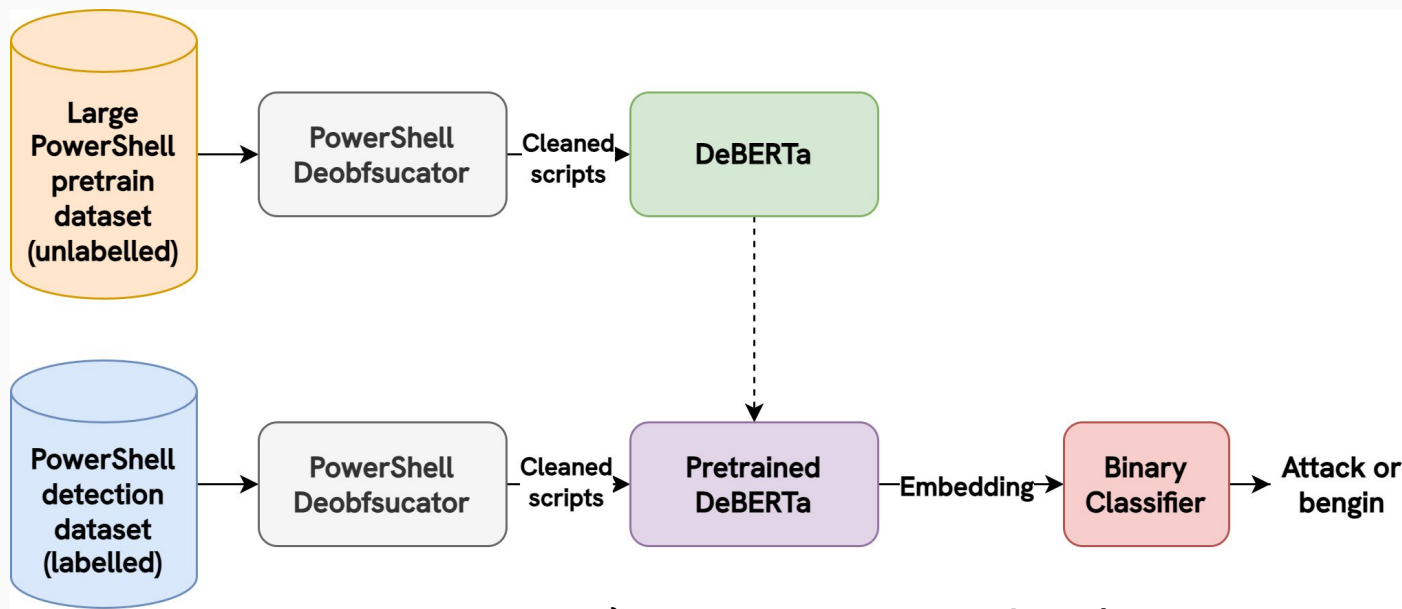 Large
PowerShell
pretrain
dataset
(unlabelled)
PowerShell
Deobfsucator
Cleaned
scripts
DeBERTa
PowerShell
detection
dataset
(labelled)
PowerShell
Deobfsucator
Cleaned
scripts
Pretrained
DeBERTa
Embedding
Binary
Classifier
Attack or
bengin